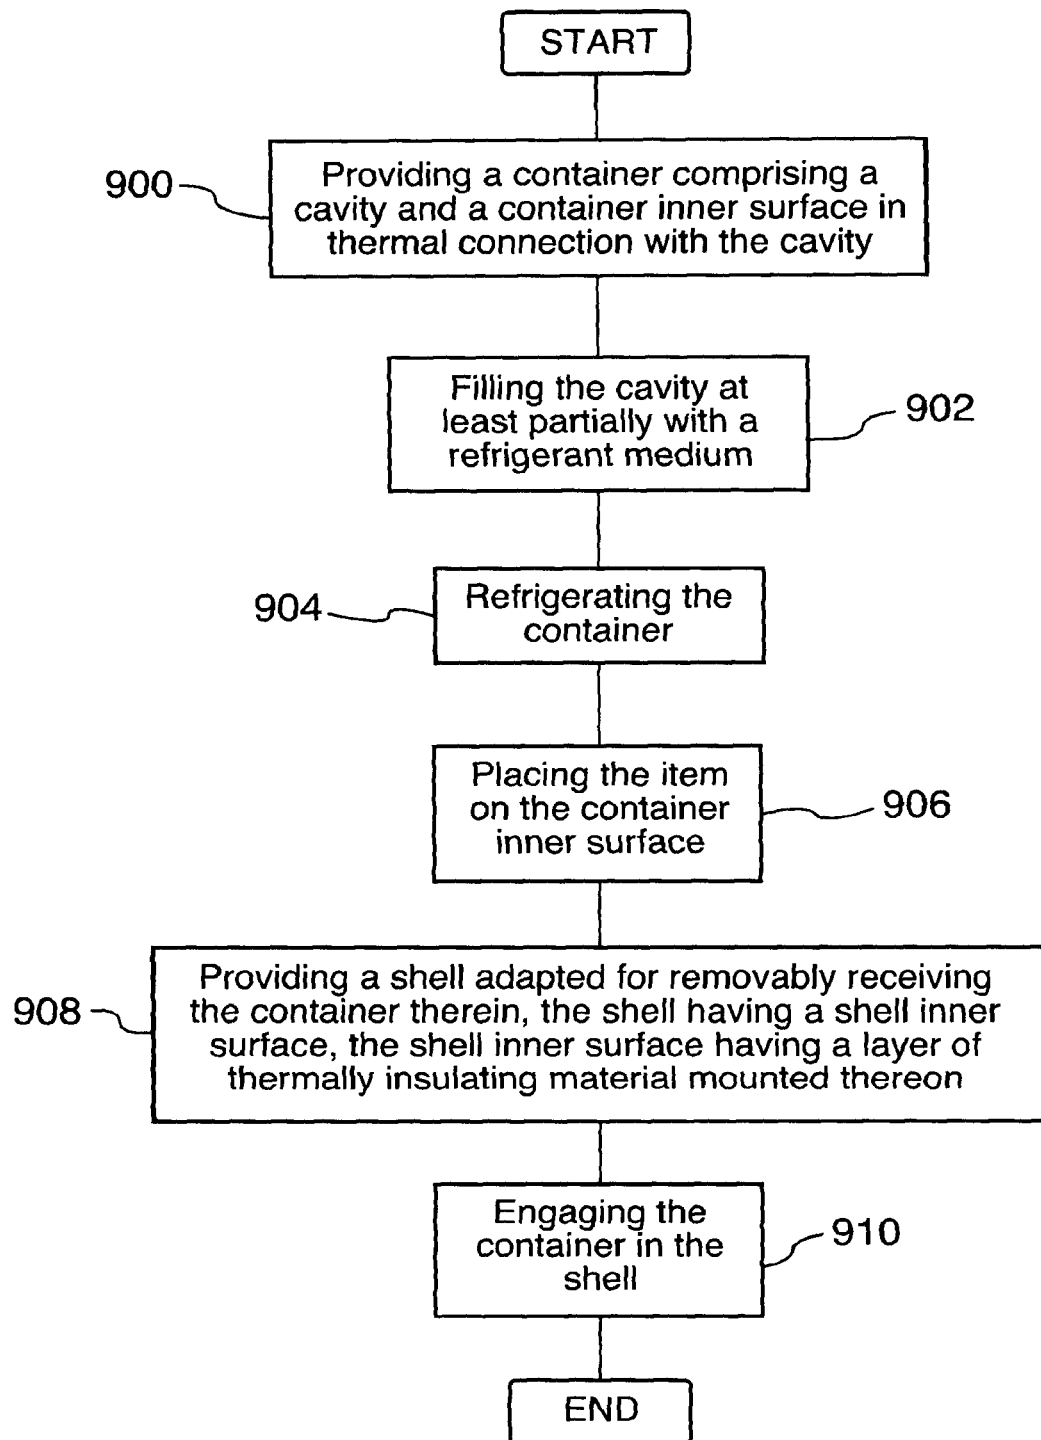 START
900
Providing a container comprising a
cavity and a container inner surface in
thermal connection with the cavity
Filling the cavity at
least partially with a
refrigerant medium
902
904
Refrigerating the
container
Placing the item
on the container
inner surface
906
908
Providing a shell adapted for removably receiving
the container therein, the shell having a shell inner
surface, the shell inner surface having a layer of
thermally insulating material mounted thereon
Engaging the
container in the
shell
910
END